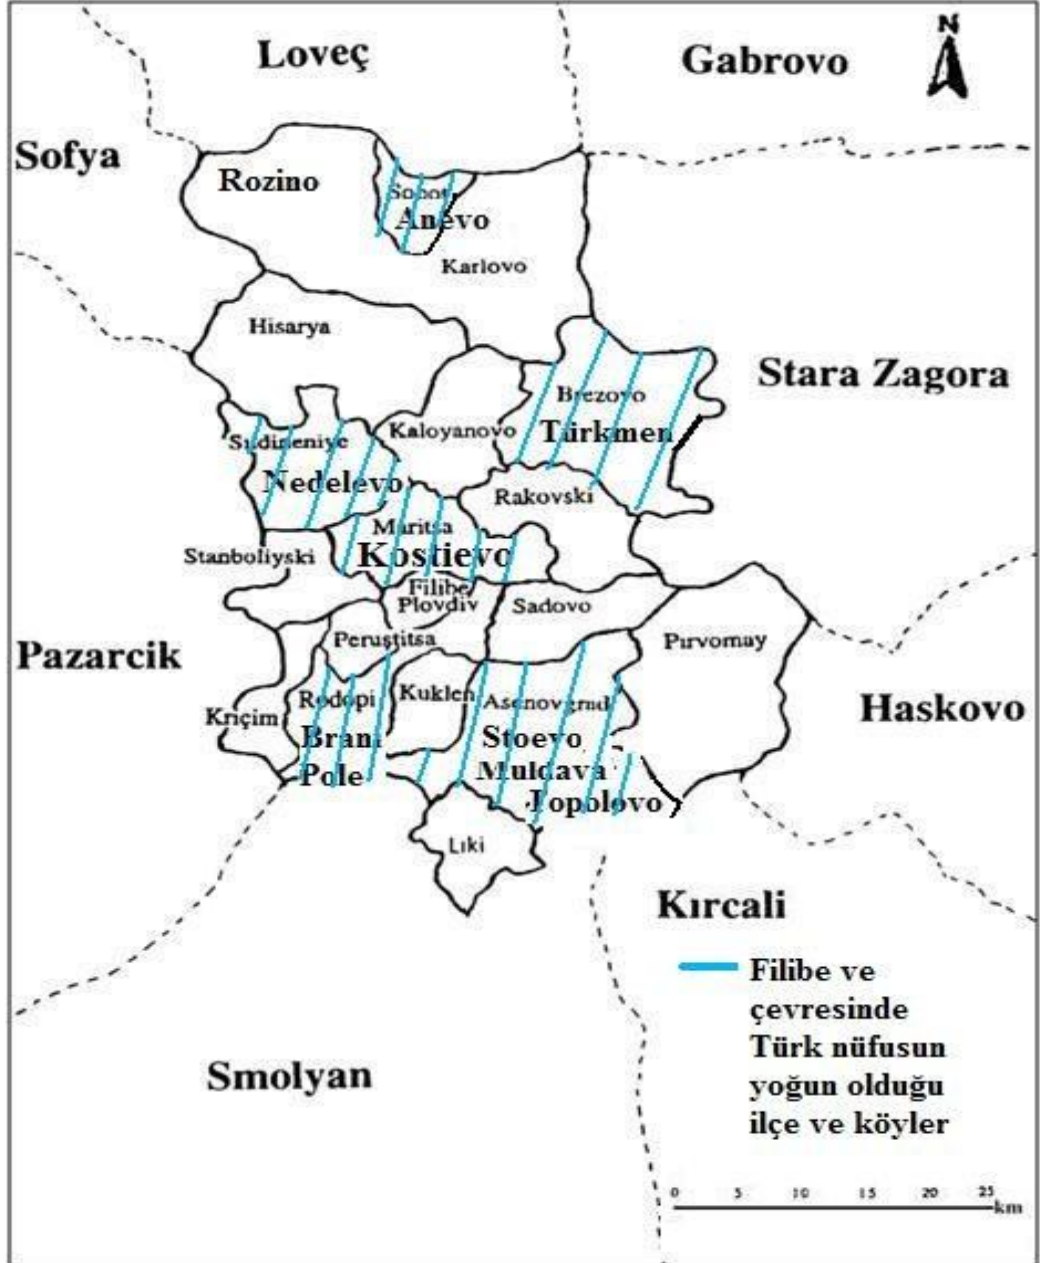 Loveç
Gabrovo
N
Sofya
Rozino
Sopot
Anevo
Karlovo
Hisarya
Stara Zagora
Brezovo
Türkmen
Kaloyanovo
Südineniye
Nedelevo
Rakovski
Maritsa
Kostievo
Stanboliyski
Filibe
Plovdiv
Sadovo
Peruştitsa
Pırvomay
Pazarcik
Rodopi
Kuklen
Asenovgrad
Kriçim
Haskovo
Brani
Pole
Stoevo
Muldava
Topolovo
Lıki
Kırcali
Filibe ve
çevresinde
Türk nüfusun
yoğun olduğu
ilçe ve köyler
Smolyan
0 5 10 15 20 25
km